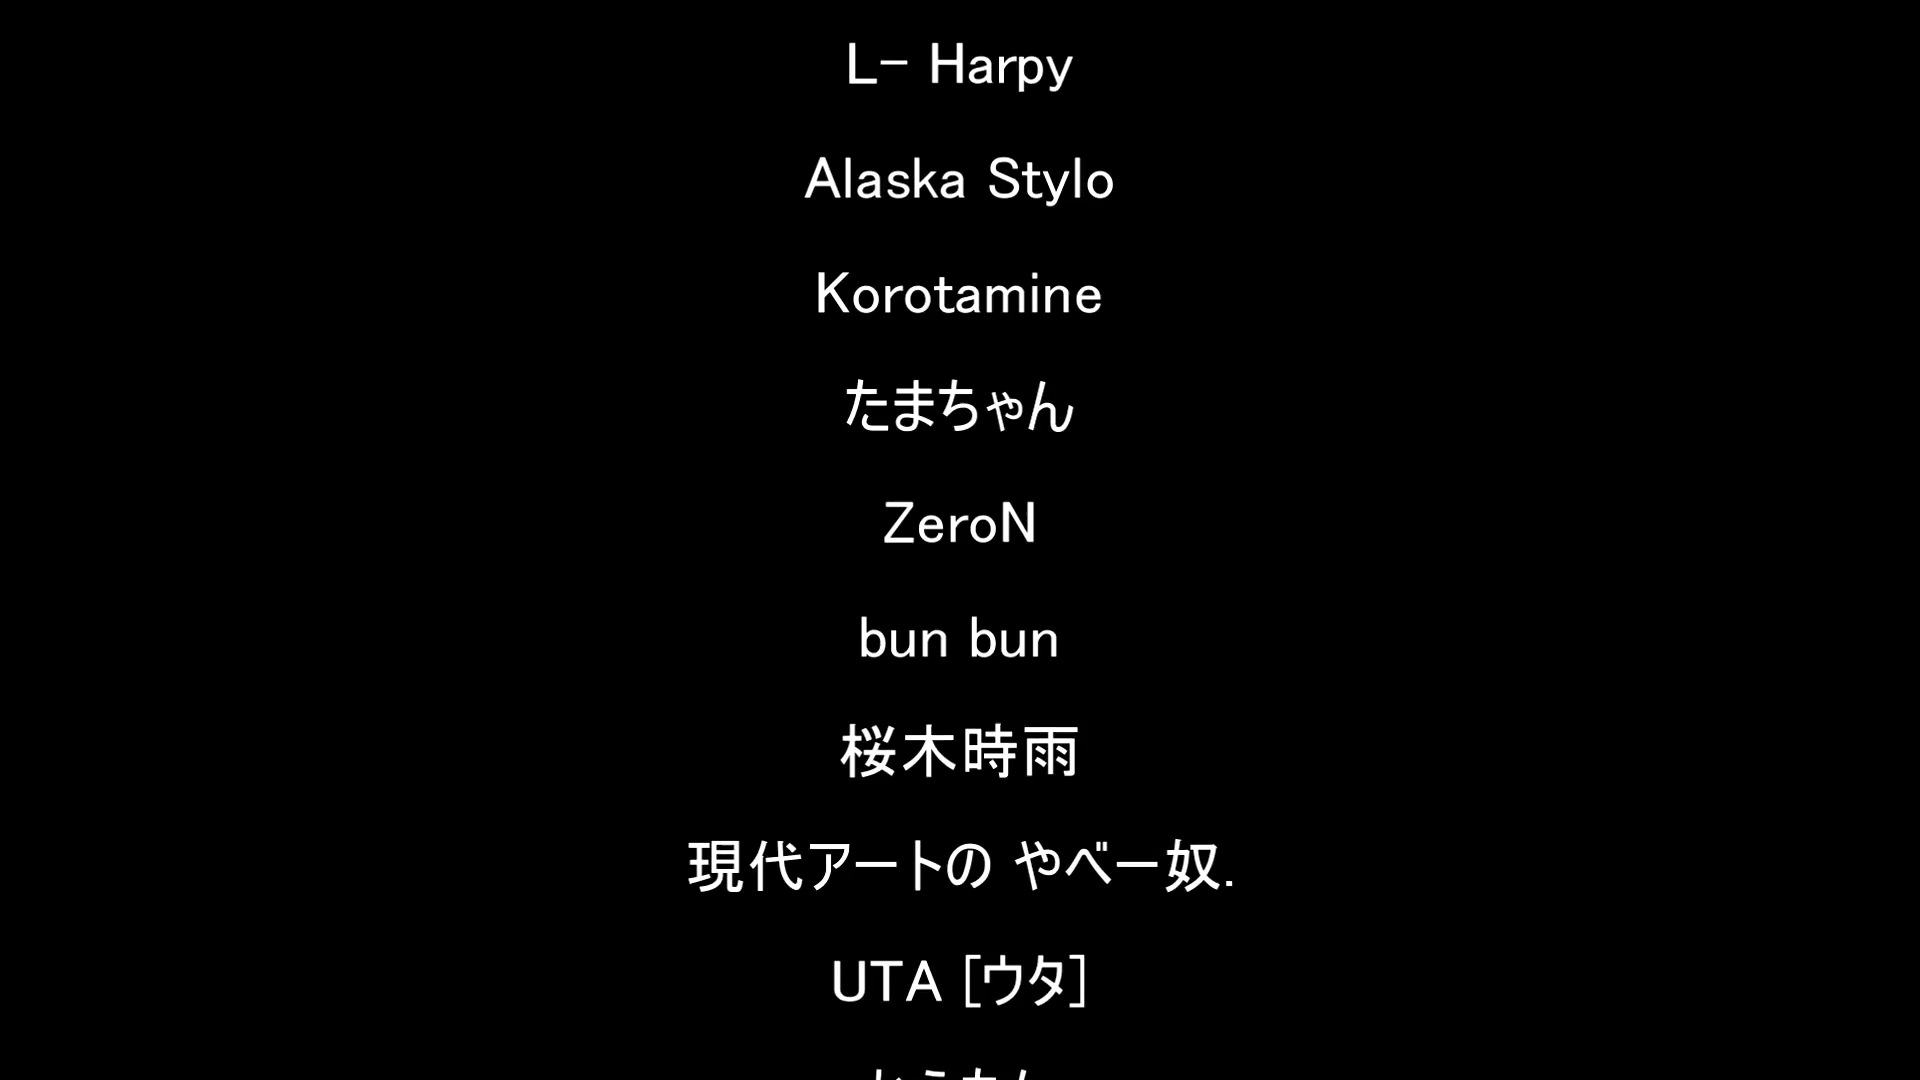 L- Harpy
Alaska Stylo
Korotamine
たまちゃん
ZeroN
bun bun
桜木時雨
現代アートの やべー奴.
UTA [ウタ]